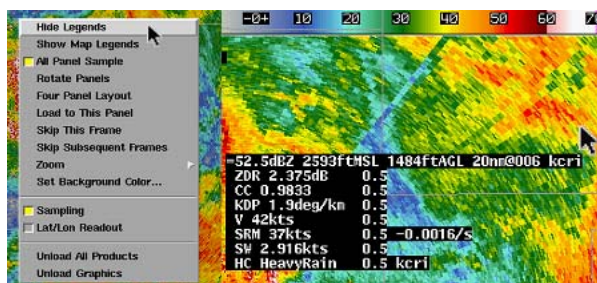 Hide Legends
Show Map Legends
All Panel Sample
Rotate Panels
Four Panel Layout
Load to This Panel
Skip This Frame
Skip Subsequent Frames
Zoom
Set Background Color...
Sampling
Lat/Lon Readout
Unload All Products
Unload Graphics
-0+ 10 20 30 40 50 60
=52.5dBZ 2593ftMSL 1484ftAGL 20nm@006 kcri
ZDR 2.375dB 0.5
CC 0.9833 0.5
KDP 1.9deg/km 0.5
V 42kts 0.5
SRM 37kts 0.5 -0.0016/s
SW 2.916kts 0.5
HC HeavyRain 0.5 kcri